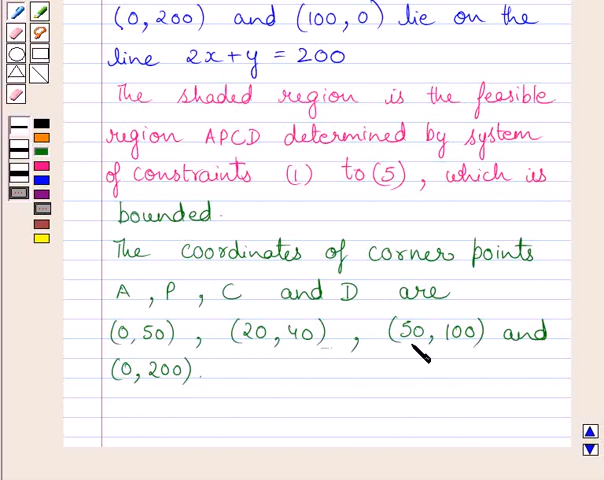 (0, 200) and (100, 0) lie on the
line 2x+y = 200
The shaded region is the feasible
region APCD determined by system
of constraints (1) to (5), which is
bounded.
The coordinates of corner points
A , P , C and D are
(0, 50) , (20, 40) , (50, 100) and
(0, 200).